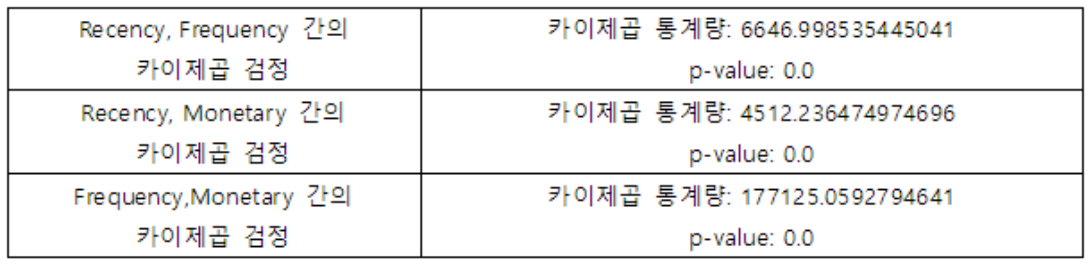 Recency, Frequency 간의
카이제곱 검정
카이제곱 통계량: 6646.998535445041
p-value: 0.0
Recency, Monetary 간의
카이제곱 검정
카이제곱 통계량: 4512.236474974696
p-value: 0.0
Frequency,Monetary 간의
카이제곱 검정
카이제곱 통계량: 177125.0592794641
p-value: 0.0